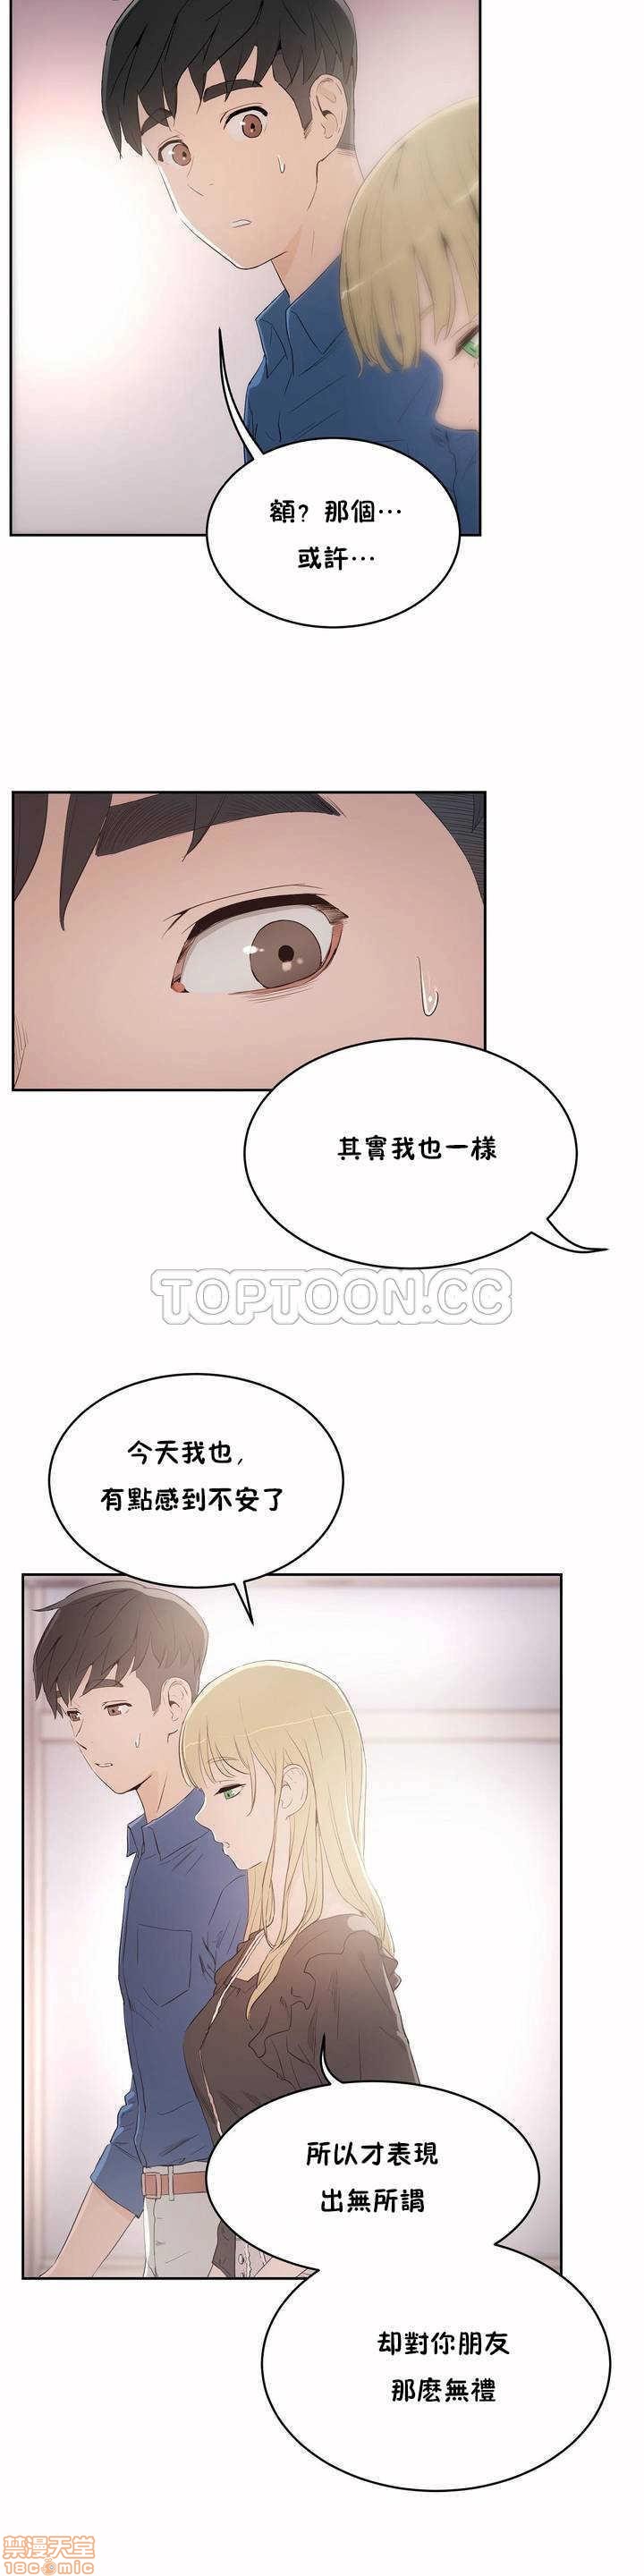 額? 那個⋯
或許⋯
其實我也一樣
TOPTOON.CC
今天我也,
有點感到不安了
所以才表現
出無所謂
却對你朋友
那麼無禮
禁漫天堂
18comic